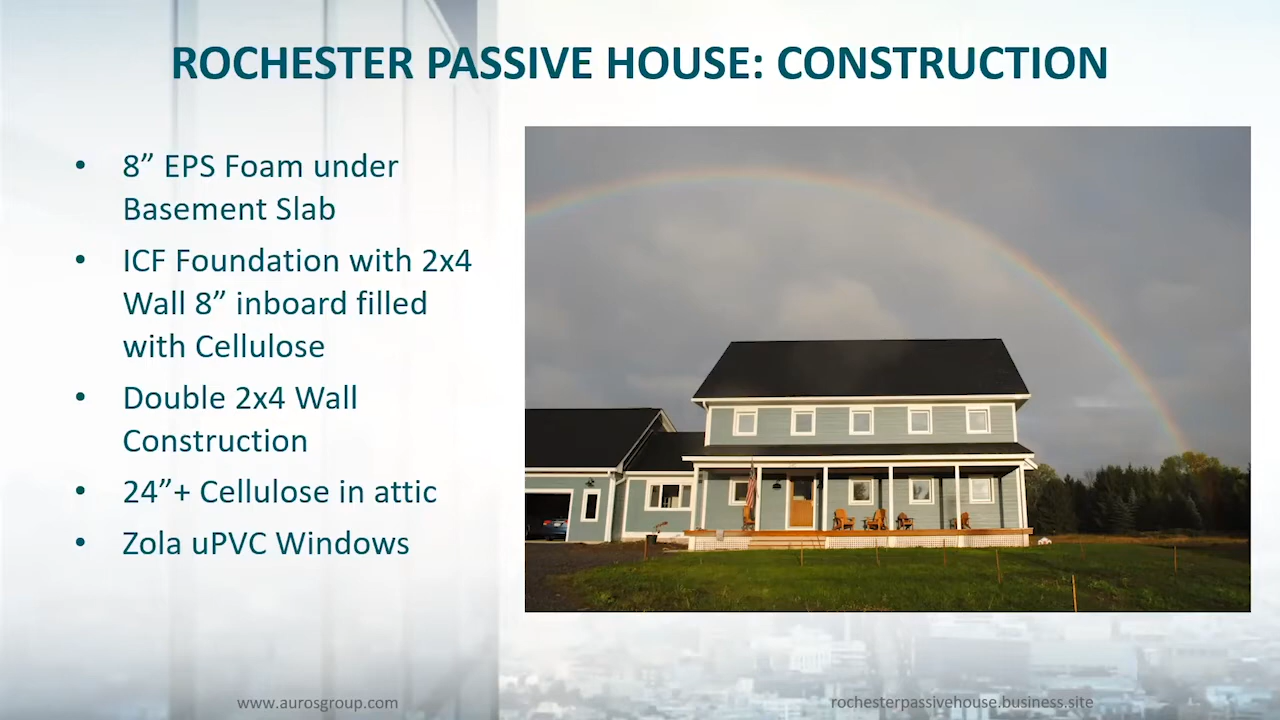 ROCHESTER PASSIVE HOUSE: CONSTRUCTION
• 8” EPS Foam under
Basement Slab
• ICF Foundation with 2x4
Wall 8” inboard filled
with Cellulose
• Double 2x4 Wall
Construction
• 24”+ Cellulose in attic
• Zola uPVC Windows
www.aurosgroup.com
rochesterpassivehouse.business.site